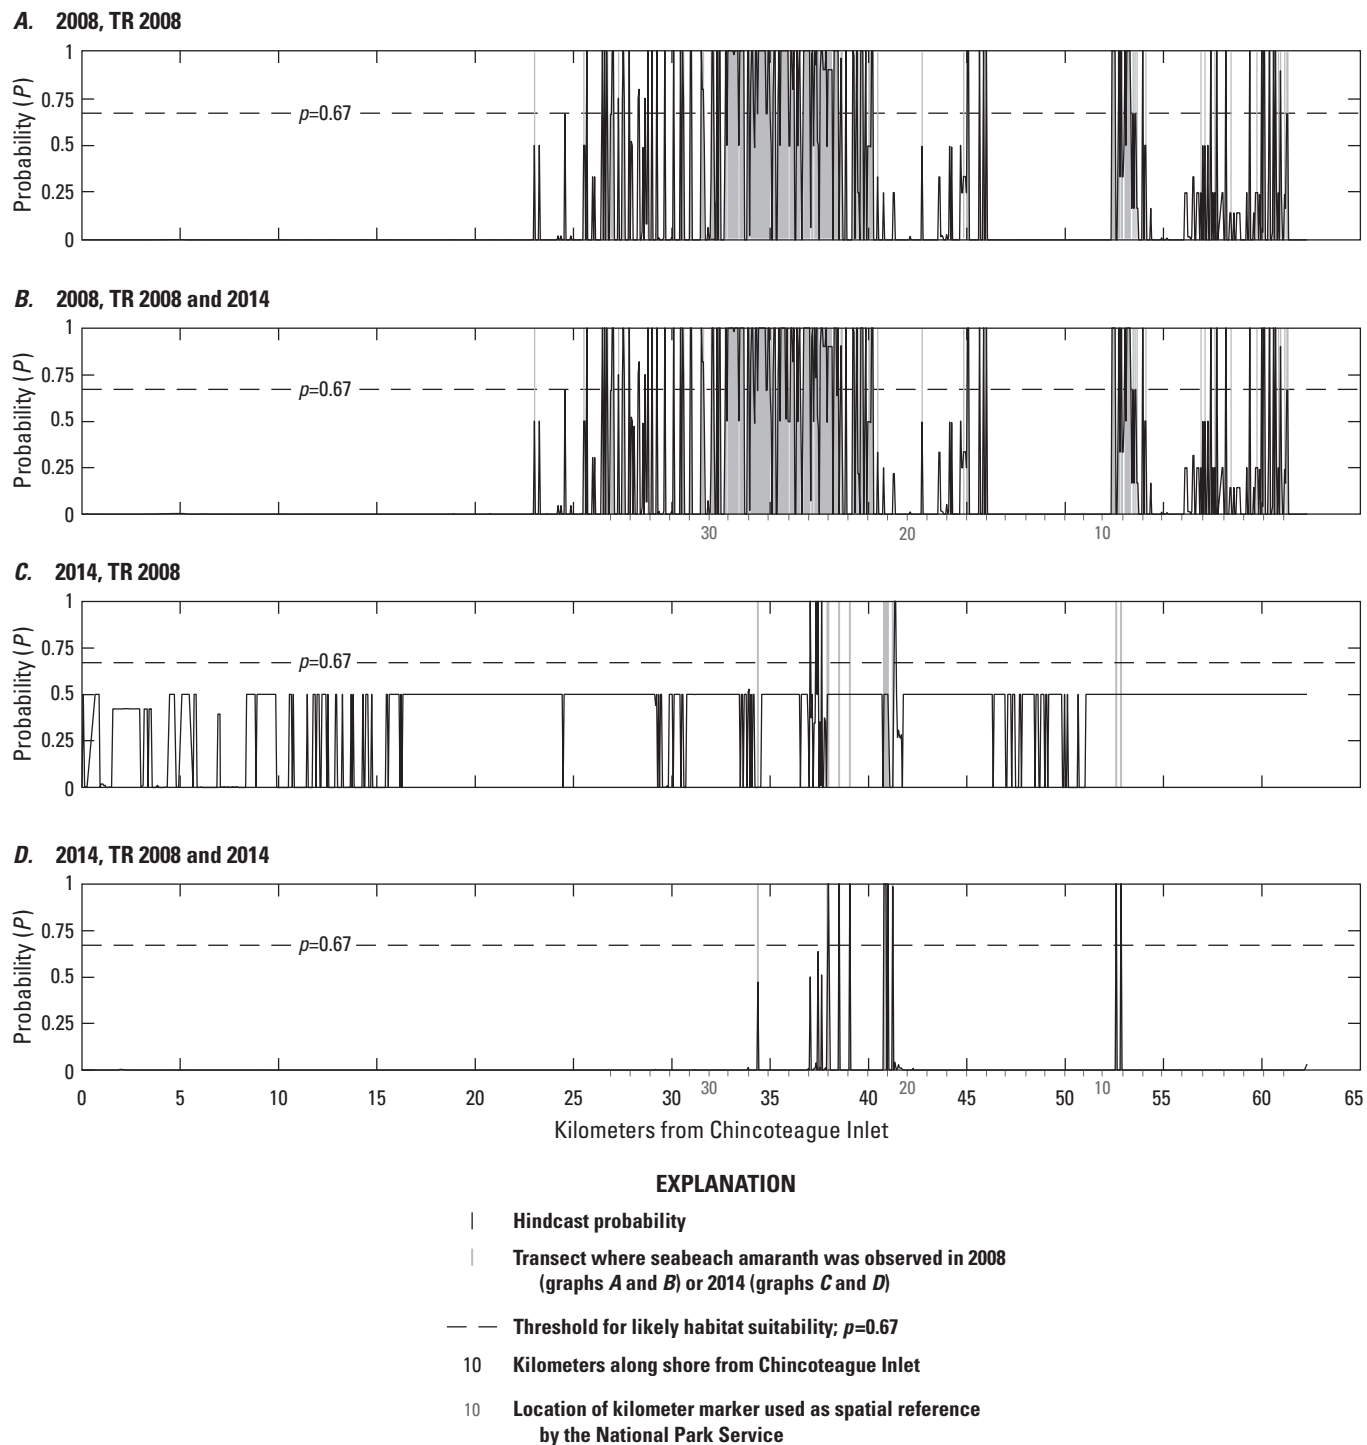 A. 2008, TR 2008
1
0.75
0.5
0.25
0
Probability (P)
p=0.67
B. 2008, TR 2008 and 2014
1
0.75
0.5
0.25
0
Probability (P)
p=0.67
30 20 10
C. 2014, TR 2008
1
0.75
0.5
0.25
0
Probability (P)
p=0.67
D. 2014, TR 2008 and 2014
1
0.75
0.5
0.25
0
Probability (P)
p=0.67
30 20 10
0 5 10 15 20 25 30 35 40 45 50 55 60 65
Kilometers from Chincoteague Inlet
EXPLANATION
Hindcast probability
Transect where seabeach amaranth was observed in 2008
(graphs A and B) or 2014 (graphs C and D)
Threshold for likely habitat suitability; p=0.67
10 Kilometers along shore from Chincoteague Inlet
10 Location of kilometer marker used as spatial reference
by the National Park Service